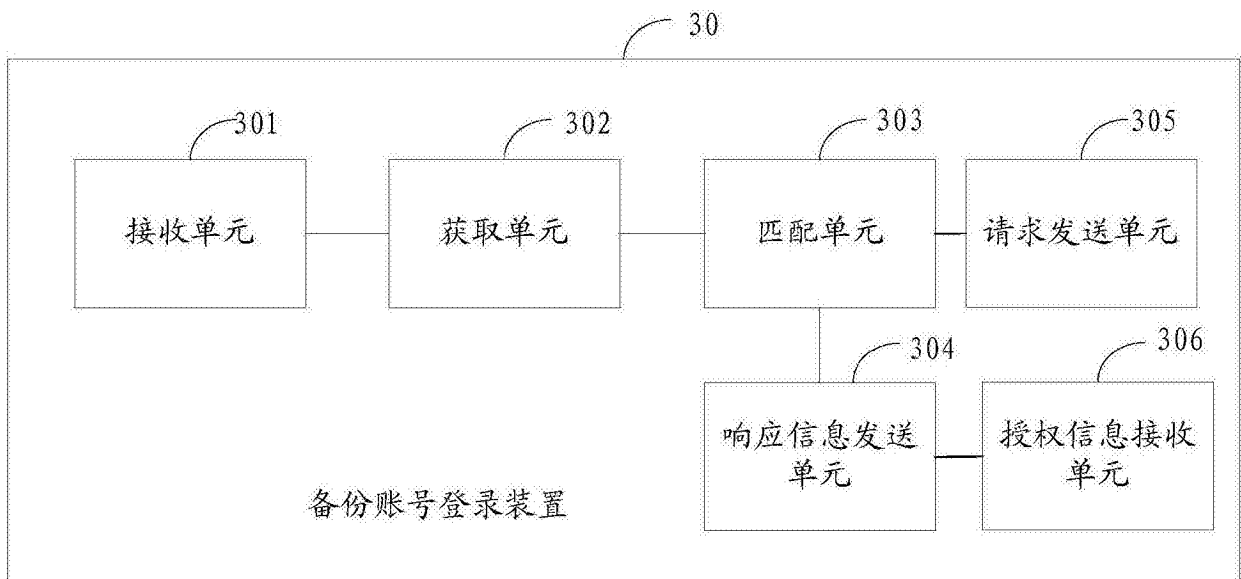 30
301
302
303
305
接收单元
获取单元
匹配单元
请求发送单元
304
306
响应信息发送
单元
授权信息接收
单元
备份账号登录装置